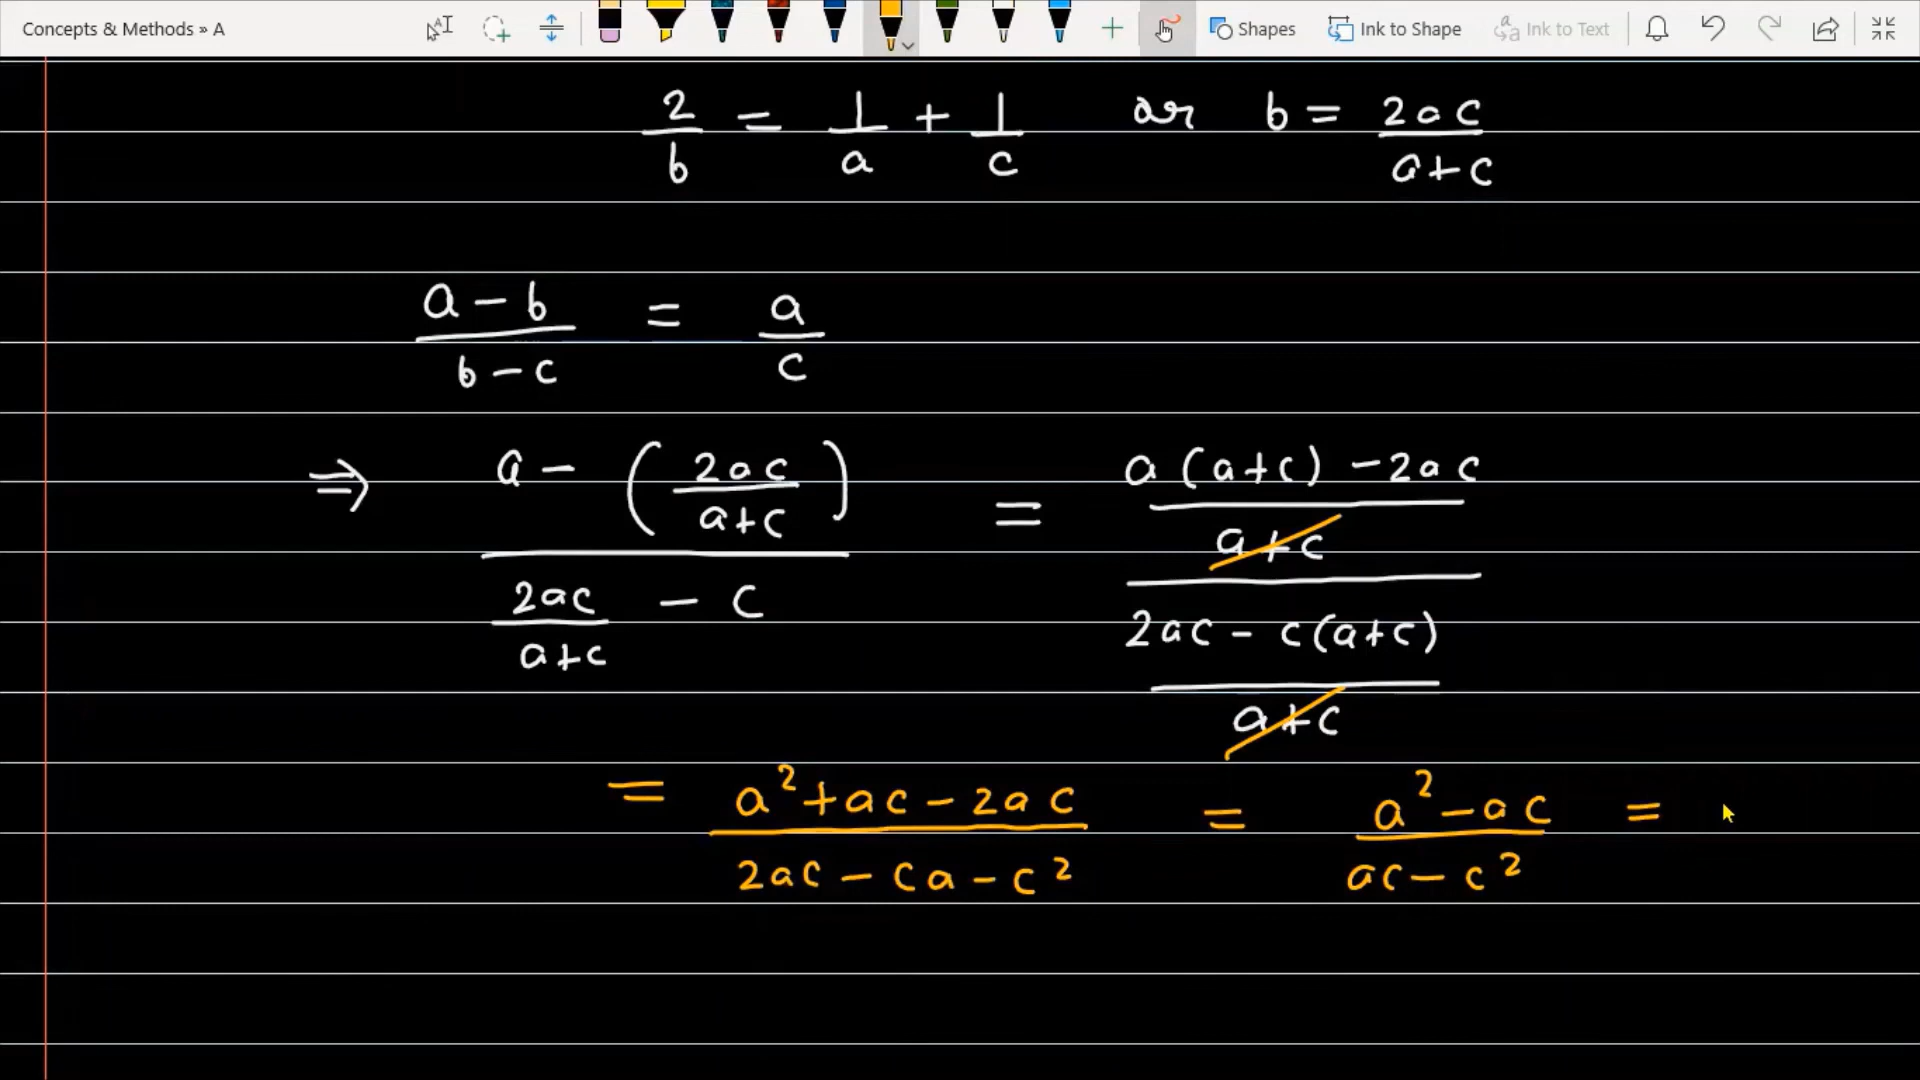 Concepts & Methods » A Shapes Ink to Shape Ink to Text
2/b = 1/a + 1/c or b = 2ac/a+c
a-b/b-c = a/c
⇒ a - (2ac/a+c) / 2ac/a+c - c = a(a+c) - 2ac/a+c / 2ac - c(a+c)/a+c
= a²+ac-2ac/2ac-ca-c² = a²-ac/ac-c² =